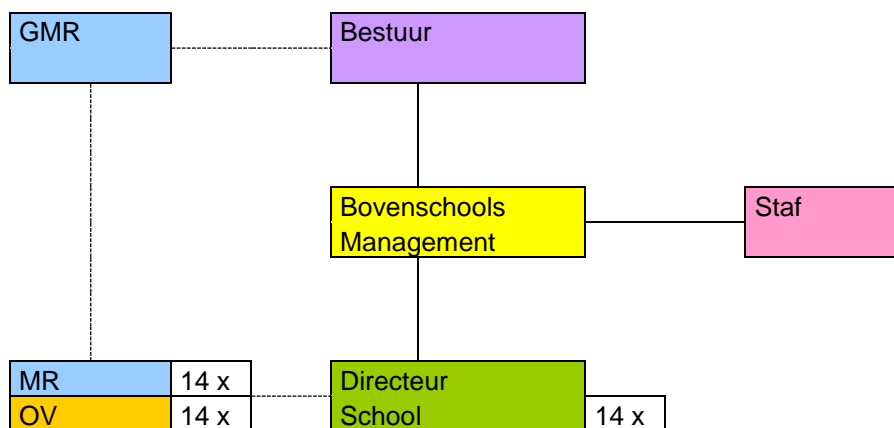 GMR
Bestuur
Bovenschools
Management
Staf
MR 14 x
OV 14 x
Directeur
School 14 x